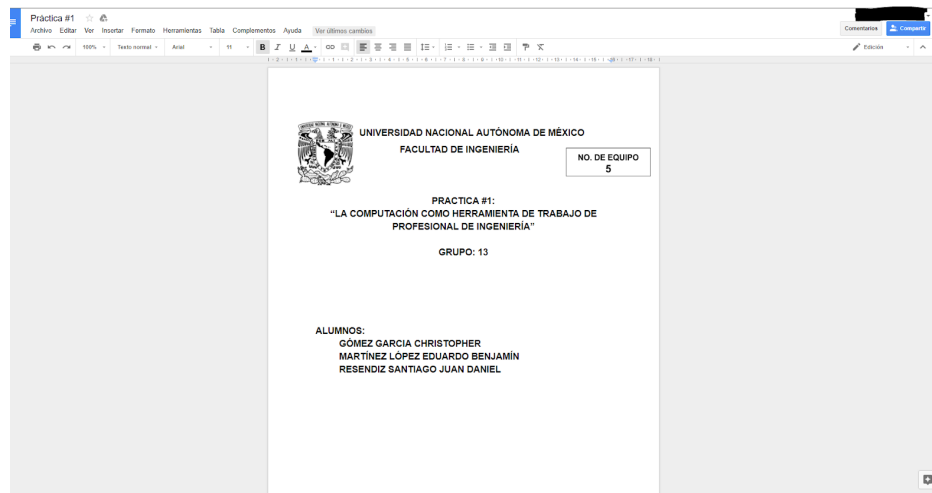 Práctica #1
Comentarios Compartir
Archivo Editar Ver Insertar Formato Herramientas Tabla Complementos Ayuda Ver últimos cambios
100% Texto normal Arial 11 B I U A Edición
UNIVERSIDAD NACIONAL AUTÓNOMA DE MÉXICO
FACULTAD DE INGENIERÍA
NO. DE EQUIPO
5
PRACTICA #1:
“LA COMPUTACIÓN COMO HERRAMIENTA DE TRABAJO DE
PROFESIONAL DE INGENIERÍA”
GRUPO: 13
ALUMNOS:
GÓMEZ GARCIA CHRISTOPHER
MARTÍNEZ LÓPEZ EDUARDO BENJAMÍN
RESENDIZ SANTIAGO JUAN DANIEL